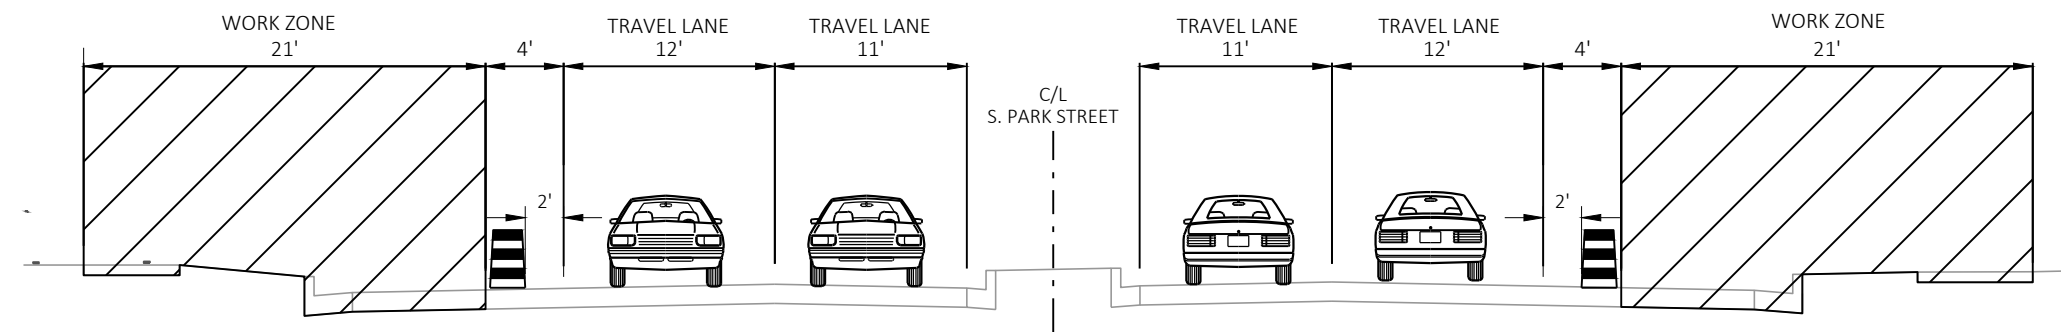 WORK ZONE
21'
4'
TRAVEL LANE
12'
TRAVEL LANE
11'
C/L
S. PARK STREET
TRAVEL LANE
11'
TRAVEL LANE
12'
4'
WORK ZONE
21'
2'
2'